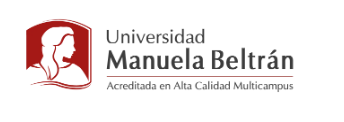 Universidad
Manuela Beltrán
Acreditada en Alta Calidad Multicampus